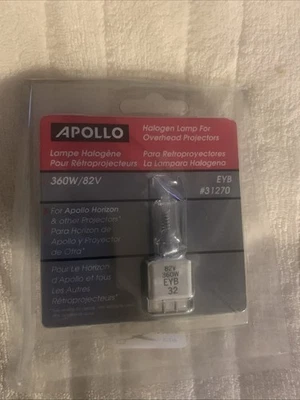 APOLLO
Halogen Lamp For
Overhead Projectors
Lampe Halogène
Pour Rétroprojecteurs
Para Retroproyectores
La Lámpara Halogena
360W/82V
EYB
#31270
For Apollo Horizon
& other Projectors*
Para Horizon de
Apollo y Proyector
de Otra*
Pour Le Horizon
d'Apollo et tous
Les Autres
Rétroprojecteurs*
82V
360W
EYB
32